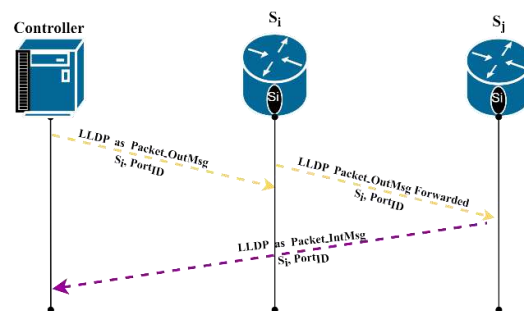 Controller
Si
Sj
Si
Si
LLDP as Packet_OutMsg
Si, PortID
LLDP Packet_OutMsg Forwarded
Si, PortID
LLDP as Packet_IntMsg
Si, PortID